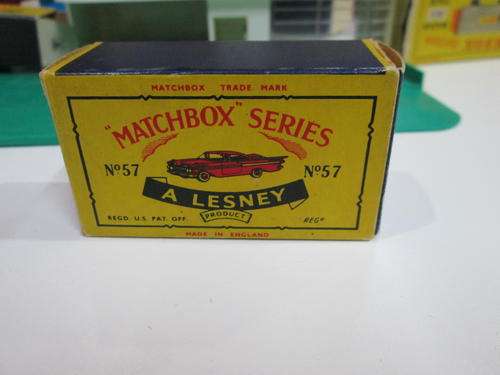 MATCHBOX TRADE MARK
"MATCHBOX" SERIES
Nº57 Nº57
A LESNEY
PRODUCT
REGD. U.S. PAT. OFF. REGD
MADE IN ENGLAND